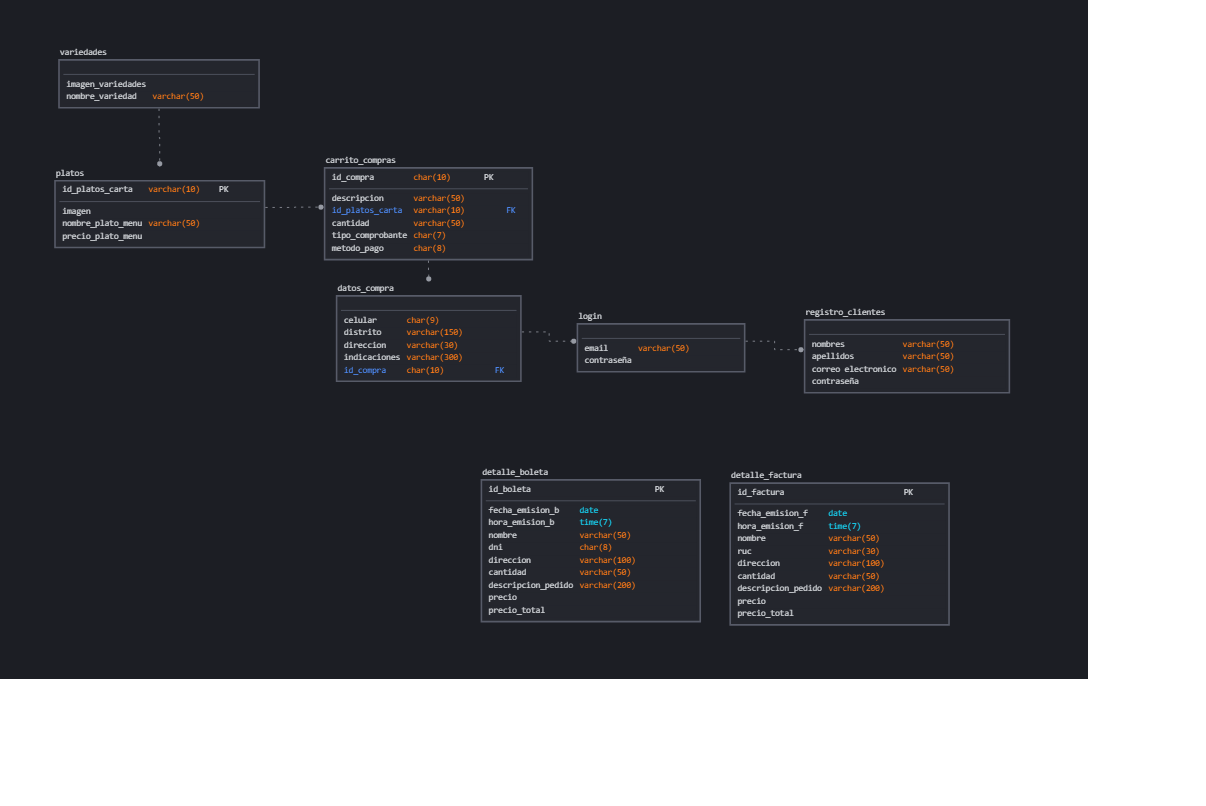 variedades
imagen_variedades
nombre_variedad varchar(50)
platos
id_platos_carta varchar(10) PK
imagen
nombre_plato_menu varchar(50)
precio_plato_menu
carrito_compras
id_compra char(10) PK
descripcion varchar(50)
id_platos_carta varchar(10) FK
cantidad varchar(50)
tipo_comprobante char(7)
metodo_pago char(8)
datos_compra
celular char(9)
distrito varchar(150)
direccion varchar(30)
indicaciones varchar(300)
id_compra char(10) FK
login
email varchar(50)
contraseña
registro_clientes
nombres varchar(50)
apellidos varchar(50)
correo electronico varchar(50)
contraseña
detalle_boleta
id_boleta PK
fecha_emision_b date
hora_emision_b time(7)
nombre varchar(50)
dni char(8)
direccion varchar(100)
cantidad varchar(50)
descripcion_pedido varchar(200)
precio
precio_total
detalle_factura
id_factura PK
fecha_emision_f date
hora_emision_f time(7)
nombre varchar(50)
ruc varchar(30)
direccion varchar(100)
cantidad varchar(50)
descripcion_pedido varchar(200)
precio
precio_total